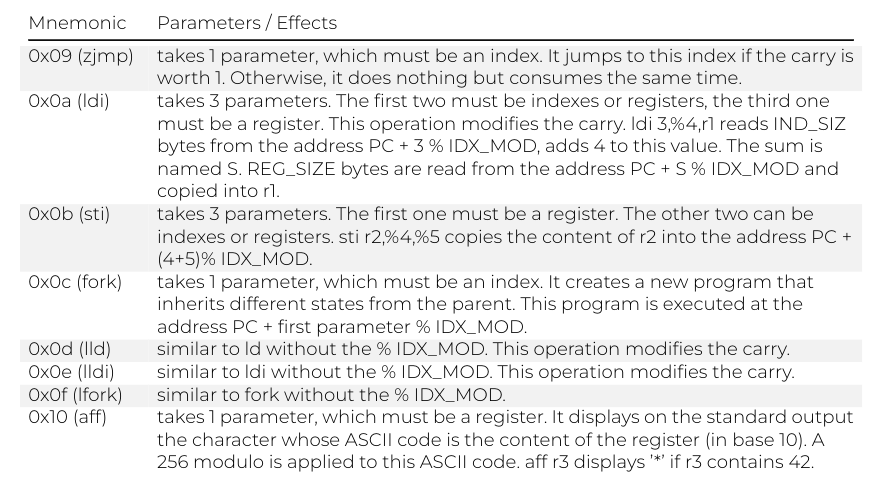 Mnemonic Parameters / Effects
0x09 (zjmp) takes 1 parameter, which must be an index. It jumps to this index if the carry is
worth 1. Otherwise, it does nothing but consumes the same time.
0x0a (ldi) takes 3 parameters. The first two must be indexes or registers, the third one
must be a register. This operation modifies the carry. ldi 3,%4,r1 reads IND_SIZ
bytes from the address PC + 3 % IDX_MOD, adds 4 to this value. The sum is
named S. REG_SIZE bytes are read from the address PC + S % IDX_MOD and
copied into r1.
0x0b (sti) takes 3 parameters. The first one must be a register. The other two can be
indexes or registers. sti r2,%4,%5 copies the content of r2 into the address PC +
(4+5)% IDX_MOD.
0x0c (fork) takes 1 parameter, which must be an index. It creates a new program that
inherits different states from the parent. This program is executed at the
address PC + first parameter % IDX_MOD.
0x0d (lld) similar to ld without the % IDX_MOD. This operation modifies the carry.
0x0e (lldi) similar to ldi without the % IDX_MOD. This operation modifies the carry.
0x0f (lfork) similar to fork without the % IDX_MOD.
0x10 (aff) takes 1 parameter, which must be a register. It displays on the standard output
the character whose ASCII code is the content of the register (in base 10). A
256 modulo is applied to this ASCII code. aff r3 displays '*' if r3 contains 42.